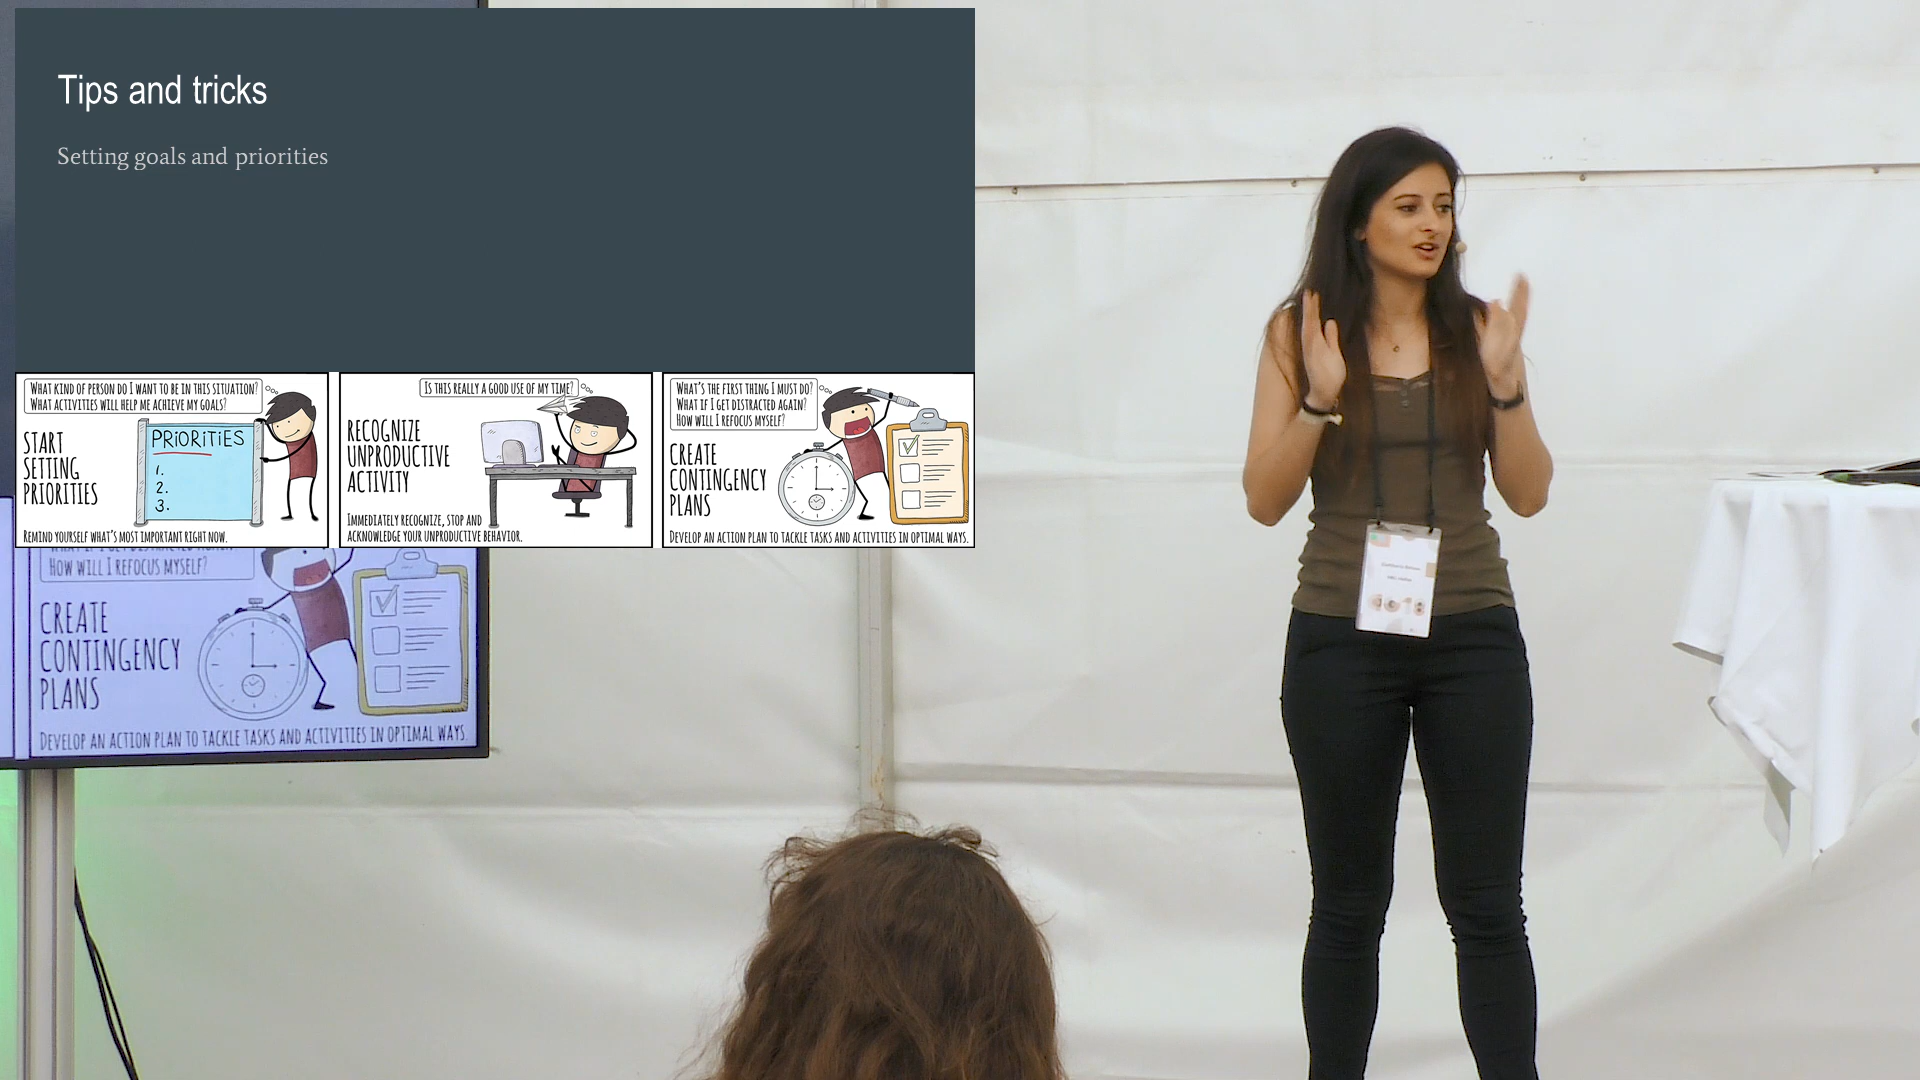 Tips and tricks
Setting goals and priorities
WHAT KIND OF PERSON DO I WANT TO BE IN THIS SITUATION?
WHAT ACTIVITIES WILL HELP ME ACHIEVE MY GOALS?
START
SETTING
PRIORITIES
PRIORITIES
1.
2.
3.
REMIND YOURSELF WHAT'S MOST IMPORTANT RIGHT NOW.
IS THIS REALLY A GOOD USE OF MY TIME?
RECOGNIZE
UNPRODUCTIVE
ACTIVITY
IMMEDIATELY RECOGNIZE, STOP AND
ACKNOWLEDGE YOUR UNPRODUCTIVE BEHAVIOR.
WHAT'S THE FIRST THING I MUST DO?
WHAT IF I GET DISTRACTED AGAIN?
HOW WILL I REFOCUS MYSELF?
CREATE
CONTINGENCY
PLANS
DEVELOP AN ACTION PLAN TO TACKLE TASKS AND ACTIVITIES IN OPTIMAL WAYS.
WHAT IF I GET DISTRACTED AGAIN?
HOW WILL I REFOCUS MYSELF?
CREATE
CONTINGENCY
PLANS
DEVELOP AN ACTION PLAN TO TACKLE TASKS AND ACTIVITIES IN OPTIMAL WAYS.